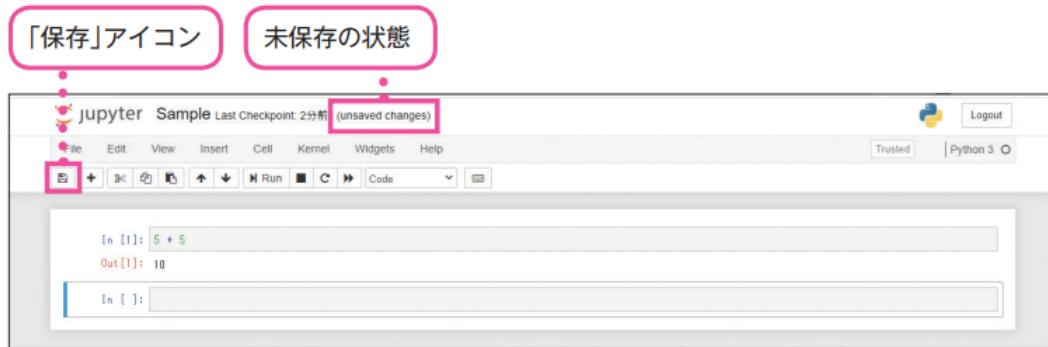 「保存」アイコン
未保存の状態
jupyter Sample Last Checkpoint: 2分前 (unsaved changes)
Logout
File Edit View Insert Cell Kernel Widgets Help
Trusted
Python 3
Run
Code
In [1]: 5 + 5
Out[1]: 10
In [ ]: